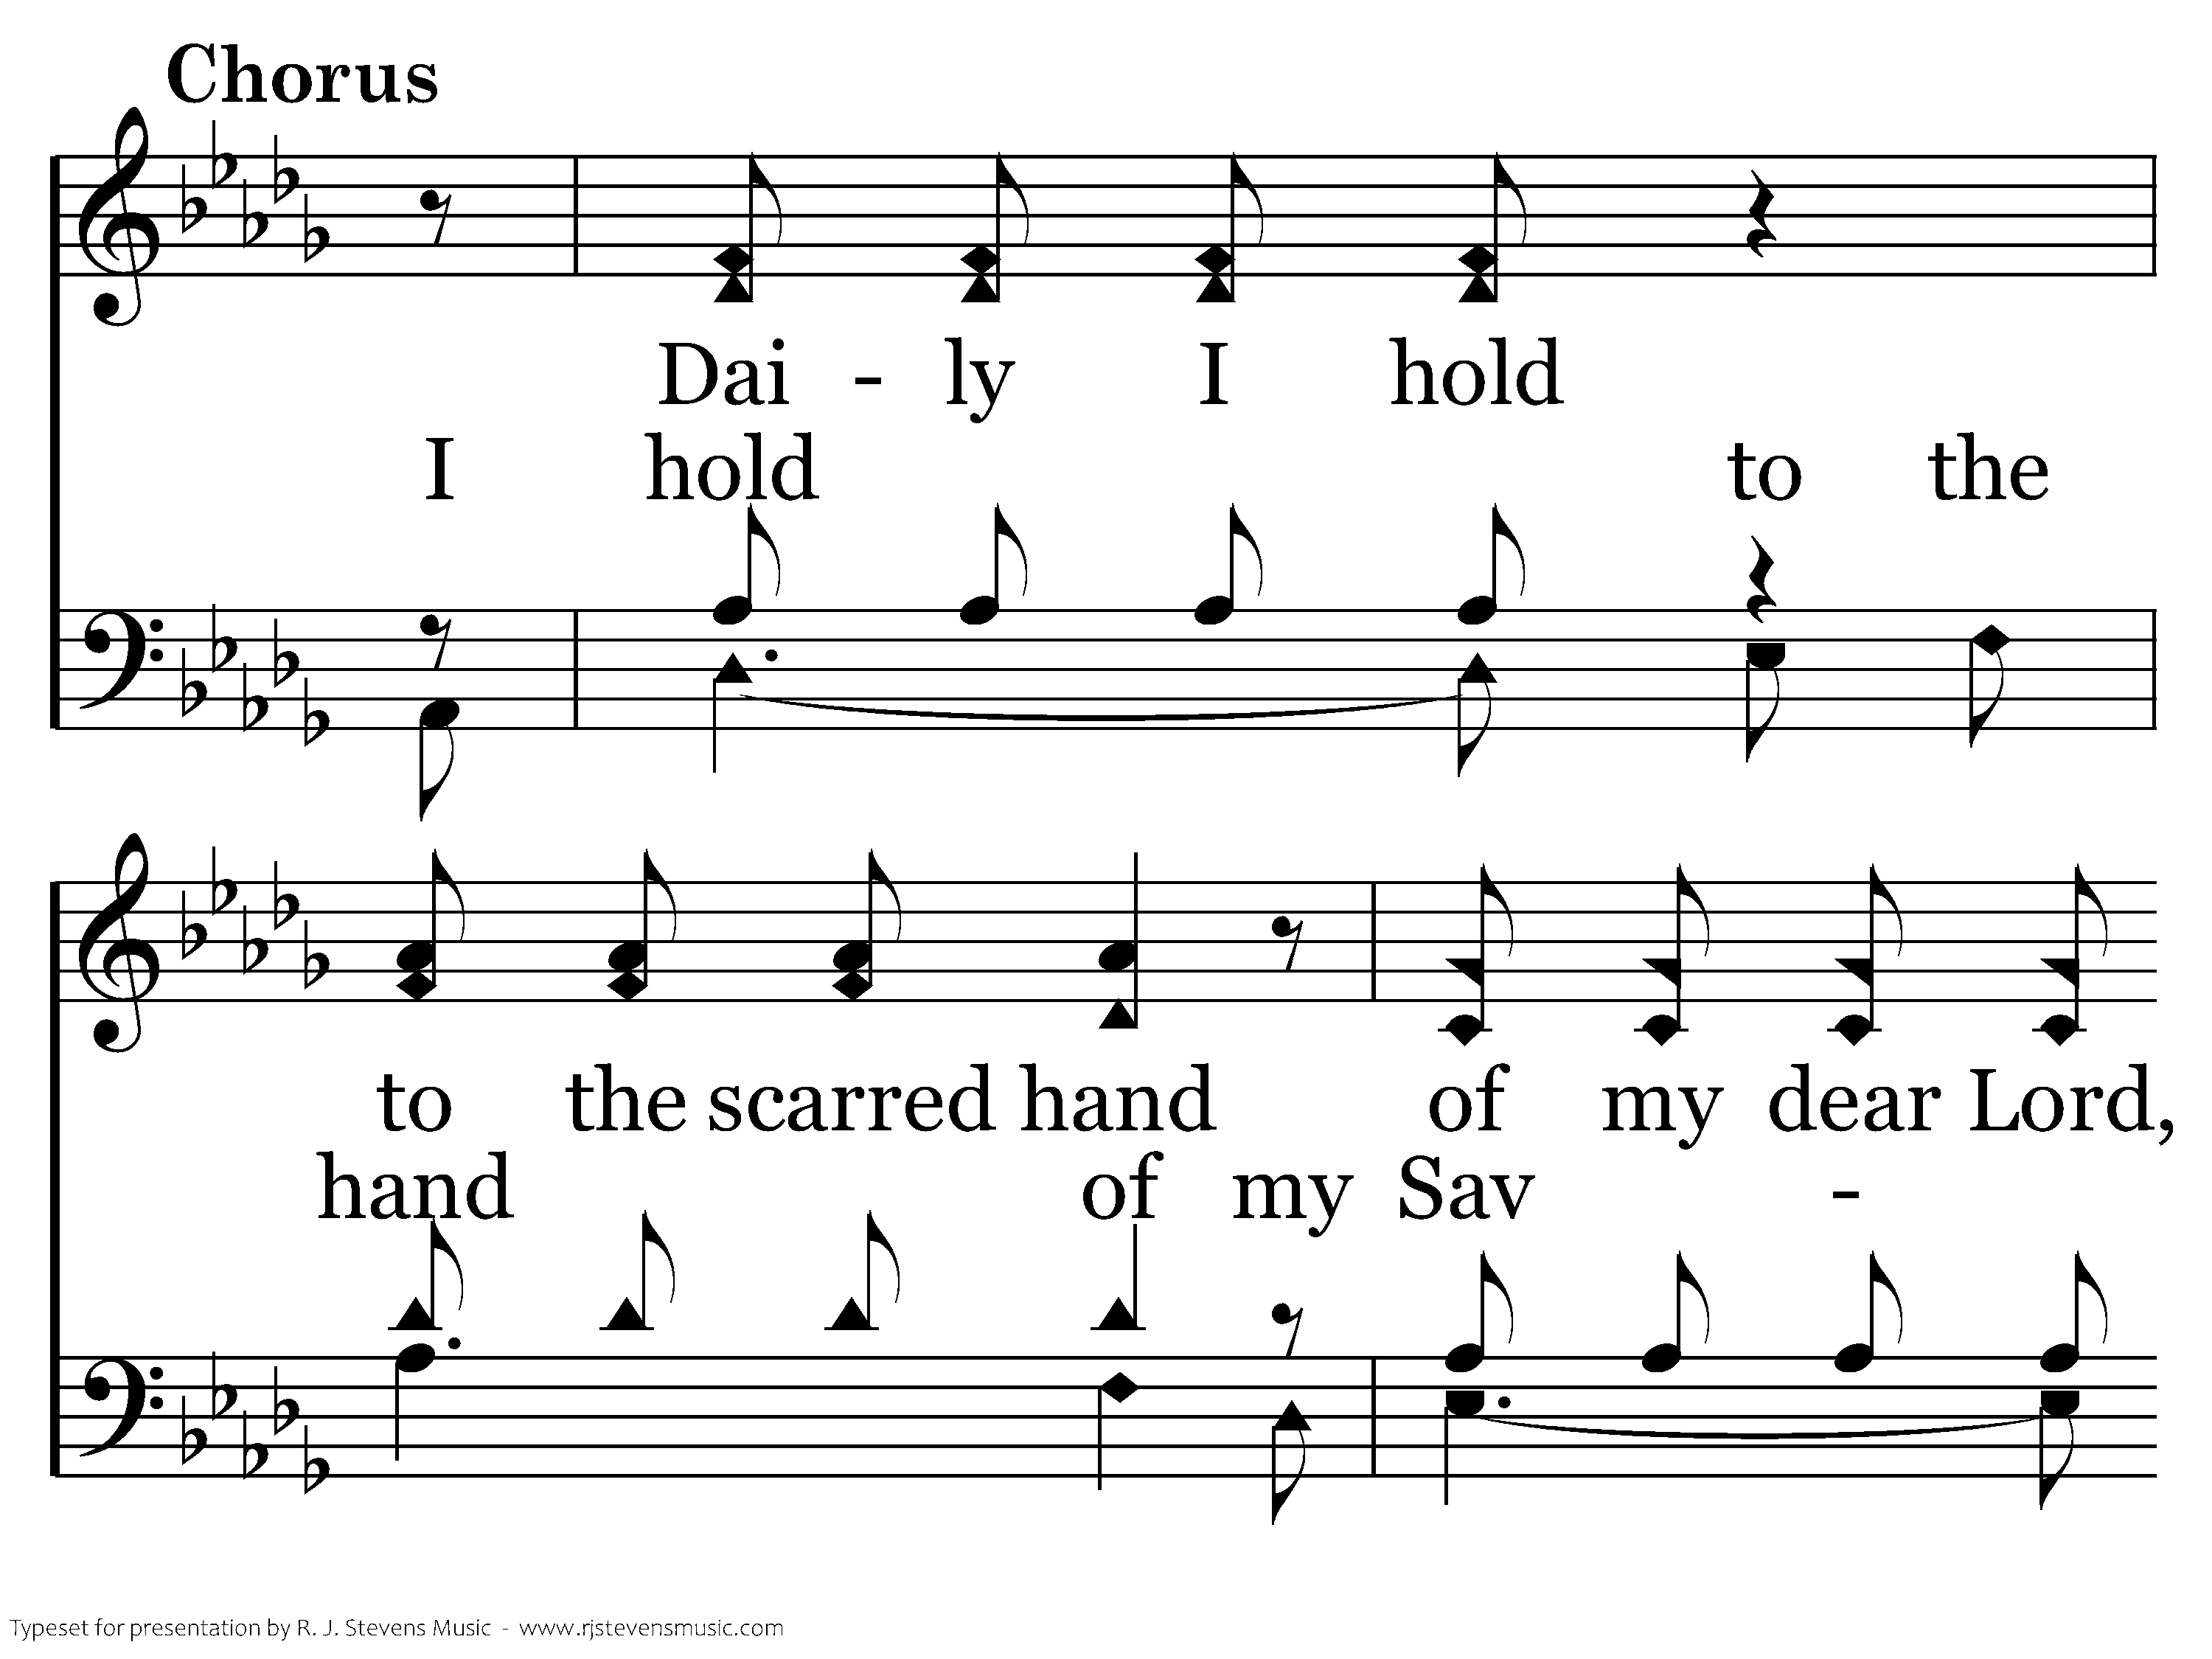 Chorus
Dai - ly I hold
I hold to the
to the scarred hand of my dear Lord,
hand of my Sav -
Typeset for presentation by R. J. Stevens Music - www.rjstevensmusic.com